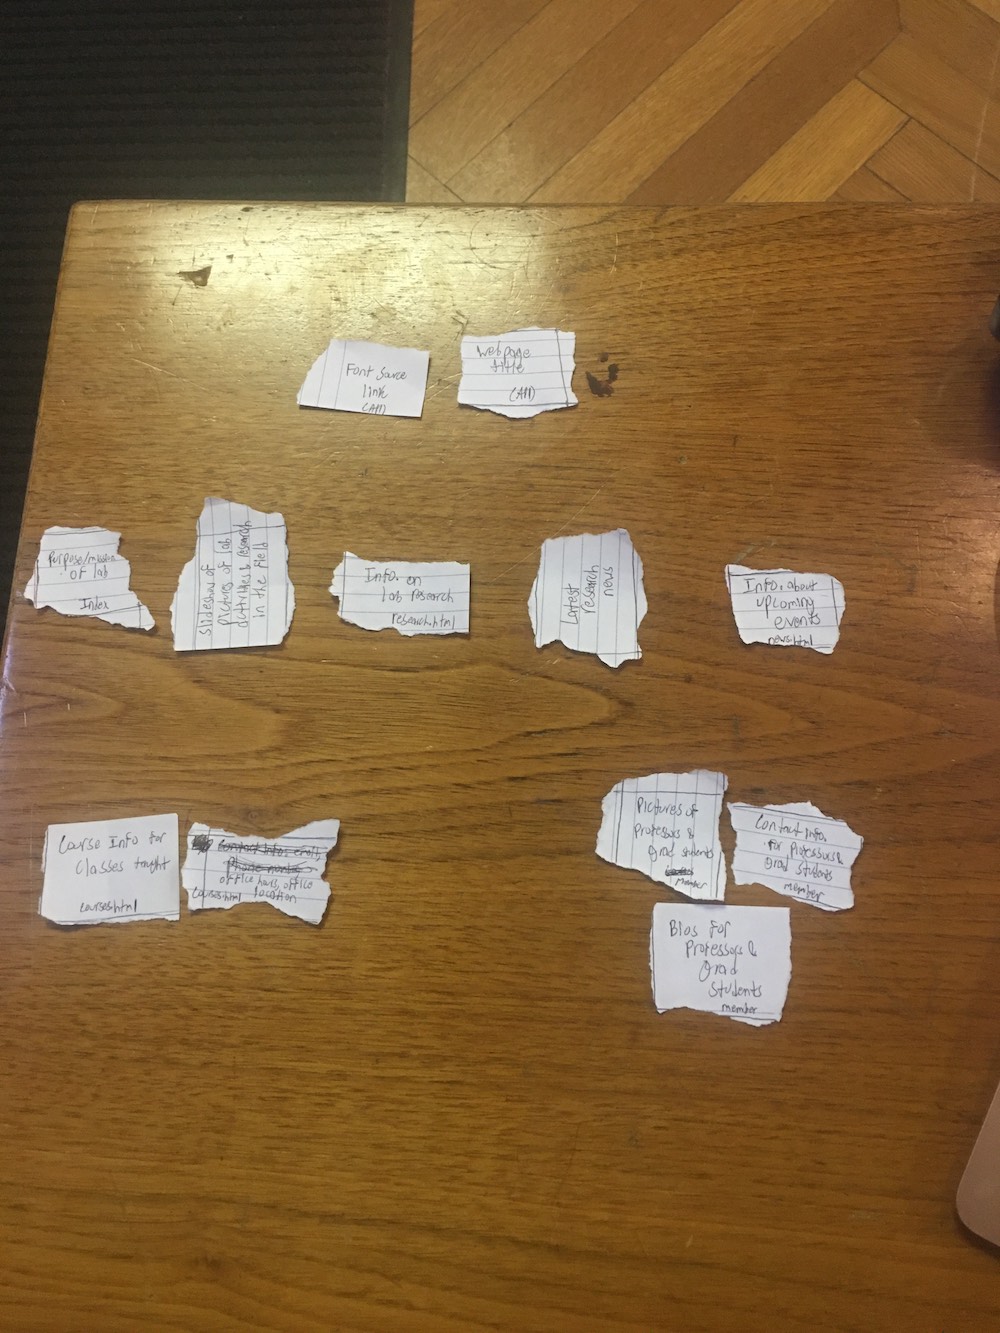 Font source
link
(All)
webpage
title
(All)
Purpose/mission
of lab
Index
Slideshow of
pictures of lab
activities & research
in the field
Info. on
lab research
research.html
Latest
research
news
Info. about
upcoming
events
news.html
Course Info for
Classes taught
courses.html
Contact Info: email,
Phone number
office hours, office
courses.html location
Pictures of
Professors &
grad students
member
Contact info.
for Professors &
grad students
member
Bios for
Professors &
Grad
Students
member